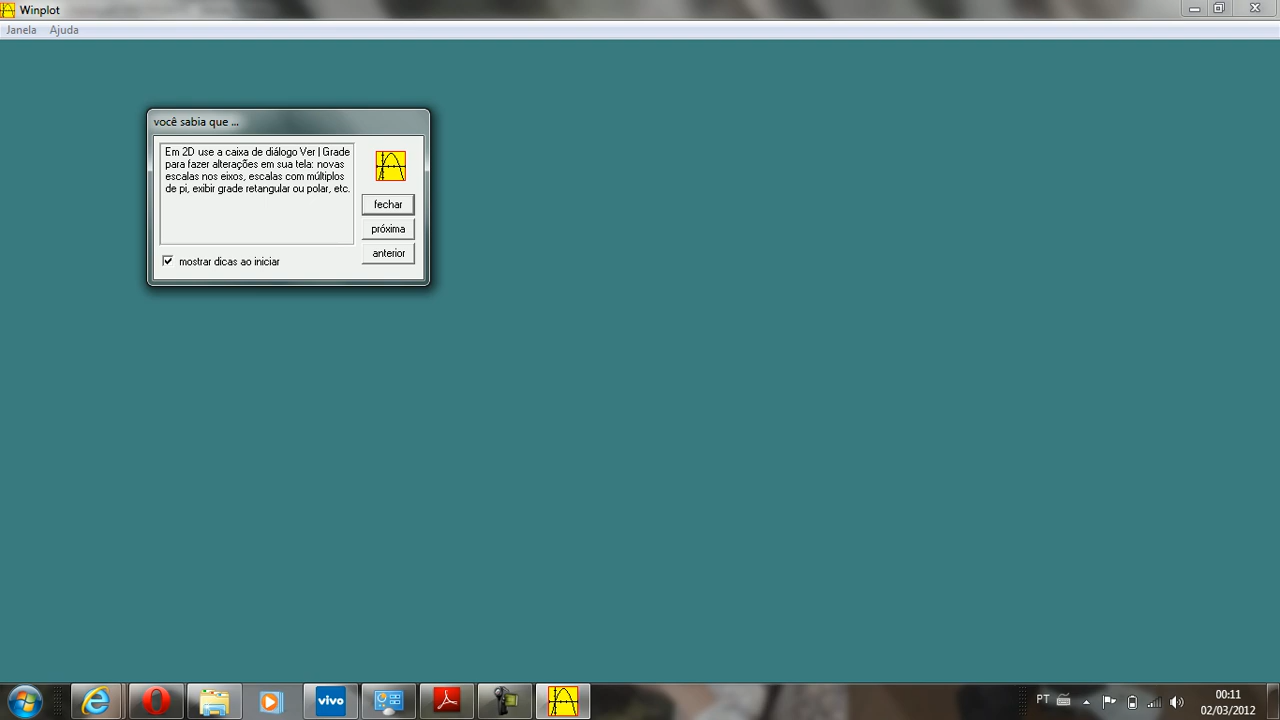 Winplot
Janela Ajuda
você sabia que ...
Em 2D use a caixa de diálogo Ver | Grade
para fazer alterações em sua tela: novas
escalas nos eixos, escalas com múltiplos
de pi, exibir grade retangular ou polar, etc.
fechar
próxima
anterior
mostrar dicas ao iniciar
vivo
PT
00:11
02/03/2012